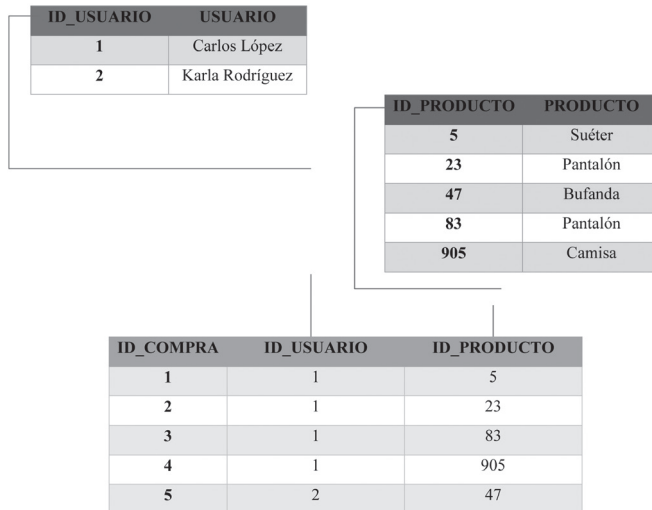 ID_USUARIO USUARIO
1 Carlos López
2 Karla Rodríguez
ID_PRODUCTO PRODUCTO
5 Suéter
23 Pantalón
47 Bufanda
83 Pantalón
905 Camisa
ID_COMPRA ID_USUARIO ID_PRODUCTO
1 1 5
2 1 23
3 1 83
4 1 905
5 2 47